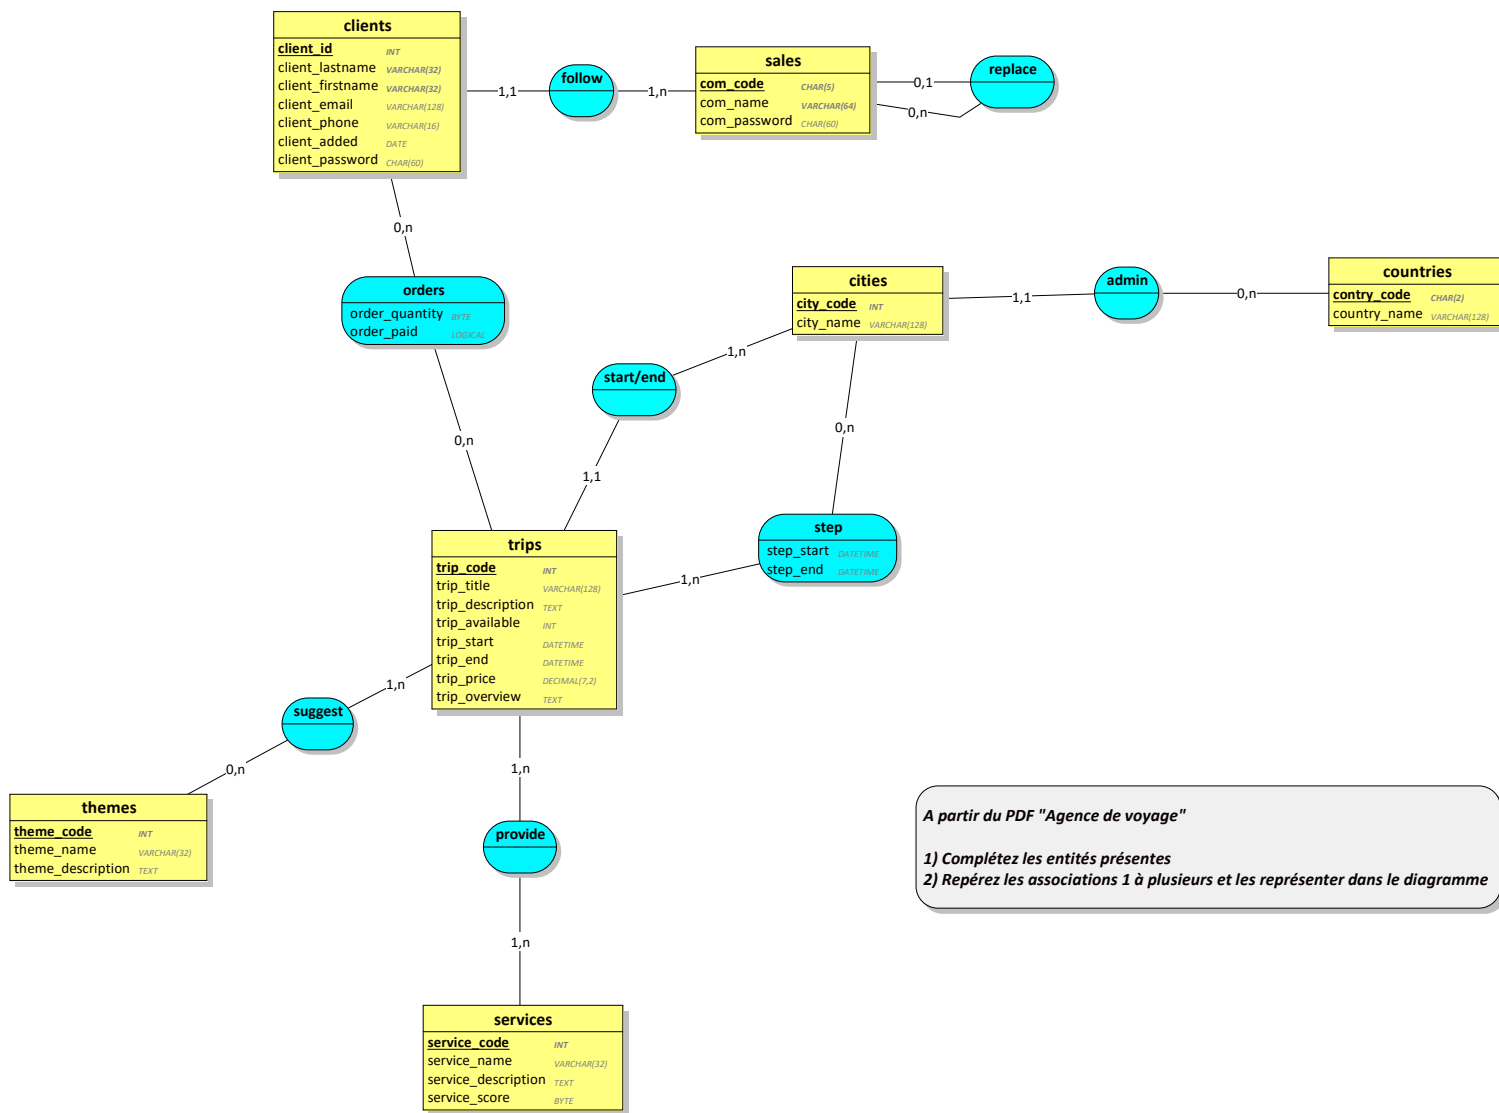 clients
client_id INT
client_lastname VARCHAR(32)
client_firstname VARCHAR(32)
client_email VARCHAR(128)
client_phone VARCHAR(16)
client_added DATE
client_password CHAR(60)
1,1
follow
1,n
sales
com_code CHAR(5)
com_name VARCHAR(64)
com_password CHAR(60)
0,1
0,n
replace
0,n
orders
order_quantity BYTE
order_paid LOGICAL
0,n
cities
city_code INT
city_name VARCHAR(128)
1,1
admin
0,n
countries
contry_code CHAR(2)
country_name VARCHAR(128)
1,n
start/end
1,1
0,n
step
step_start DATETIME
step_end DATETIME
1,n
trips
trip_code INT
trip_title VARCHAR(128)
trip_description TEXT
trip_available INT
trip_start DATETIME
trip_end DATETIME
trip_price DECIMAL(7,2)
trip_overview TEXT
1,n
suggest
0,n
themes
theme_code INT
theme_name VARCHAR(32)
theme_description TEXT
1,n
provide
1,n
services
service_code INT
service_name VARCHAR(32)
service_description TEXT
service_score BYTE
A partir du PDF "Agence de voyage"
1) Complétez les entités présentes
2) Repérez les associations 1 à plusieurs et les représenter dans le diagramme